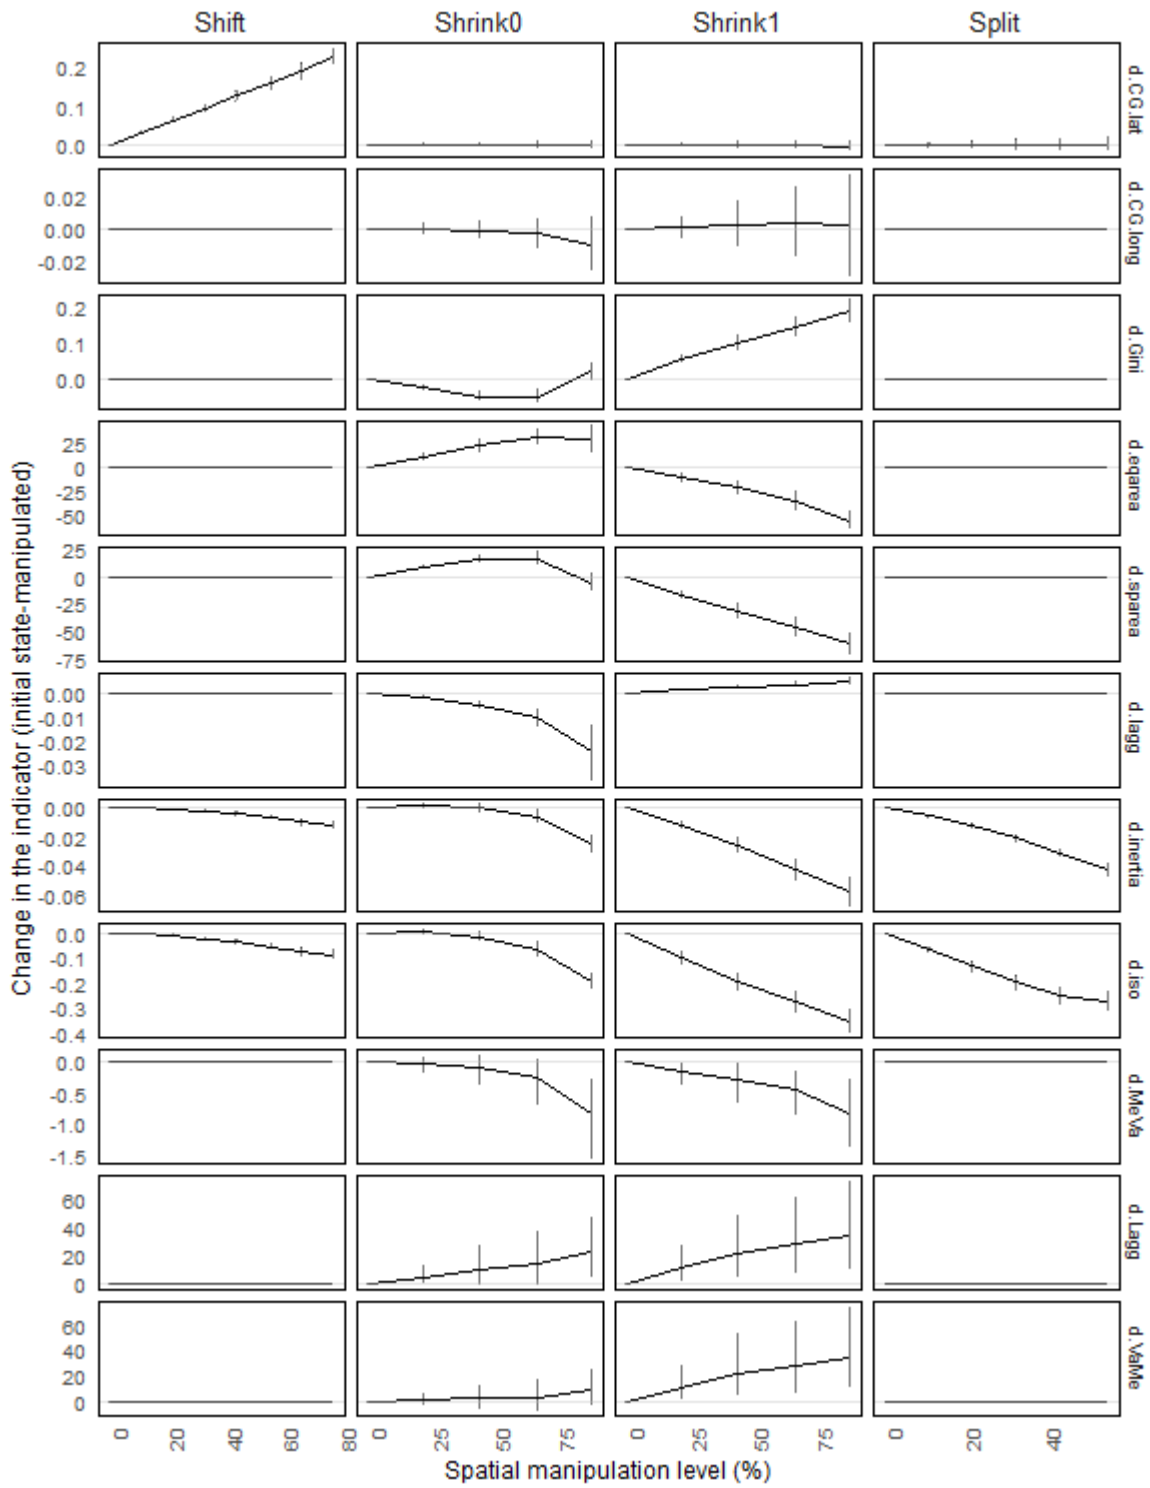 Shift Shrink0 Shrink1 Split
0.2
0.1
0.0
d.CG.lat
0.02
0.00
-0.02
d.CG.long
0.2
0.1
0.0
d.Gini
25
0
-25
-50
d.eqarea
25
0
-25
-50
-75
d.sparea
0.00
-0.01
-0.02
-0.03
d.Iagg
0.00
-0.02
-0.04
-0.06
d.inertia
0.0
-0.1
-0.2
-0.3
-0.4
d.iso
0.0
-0.5
-1.0
-1.5
d.MeVa
60
40
20
0
d.Lagg
60
40
20
0
d.VaMe
Change in the indicator (initial state-manipulated)
0 20 40 60 80 0 25 50 75 0 25 50 75 0 20 40
Spatial manipulation level (%)